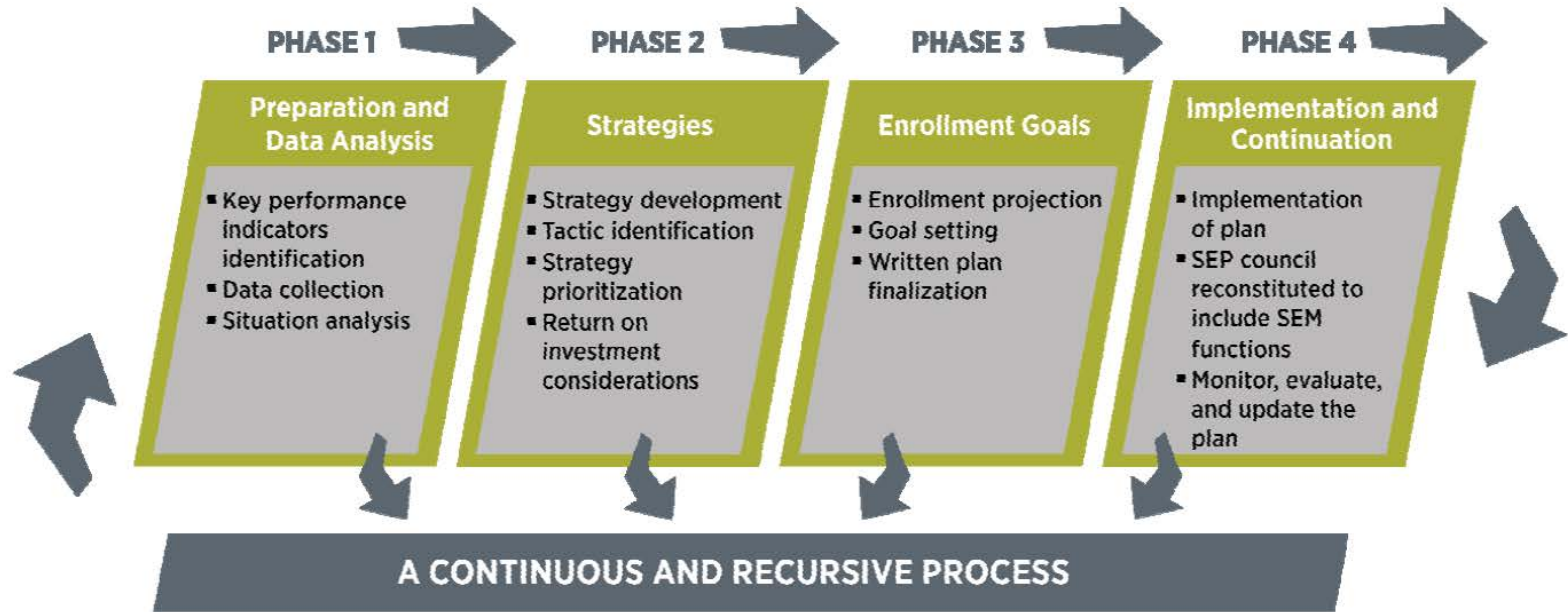 PHASE 1
PHASE 2
PHASE 3
PHASE 4
Preparation and
Data Analysis
▪ Key performance
indicators
identification
▪ Data collection
▪ Situation analysis
Strategies
▪ Strategy development
▪ Tactic identification
▪ Strategy
prioritization
▪ Return on
investment
considerations
Enrollment Goals
▪ Enrollment projection
▪ Goal setting
▪ Written plan
finalization
Implementation and
Continuation
▪ Implementation
of plan
▪ SEP council
reconstituted to
include SEM
functions
▪ Monitor, evaluate,
and update the
plan
A CONTINUOUS AND RECURSIVE PROCESS